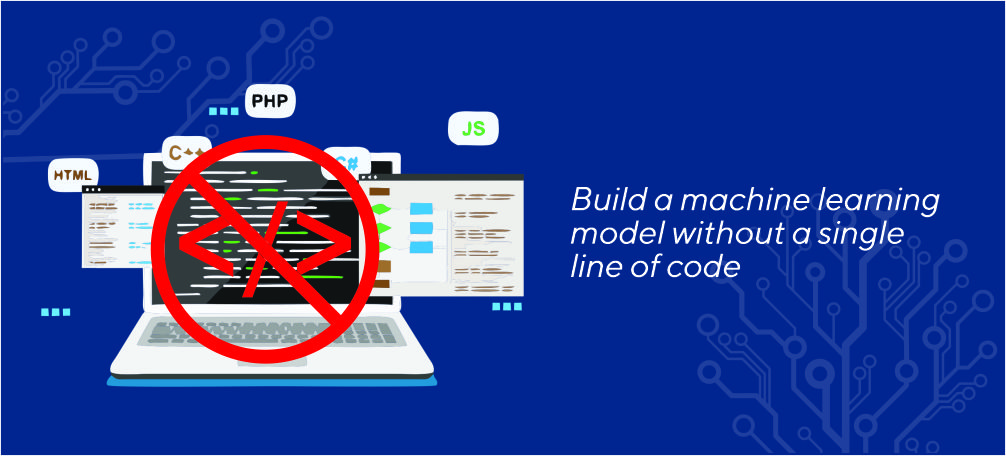 PHP
JS
C++
C#
HTML
</>
Build a machine learning
model without a single
line of code